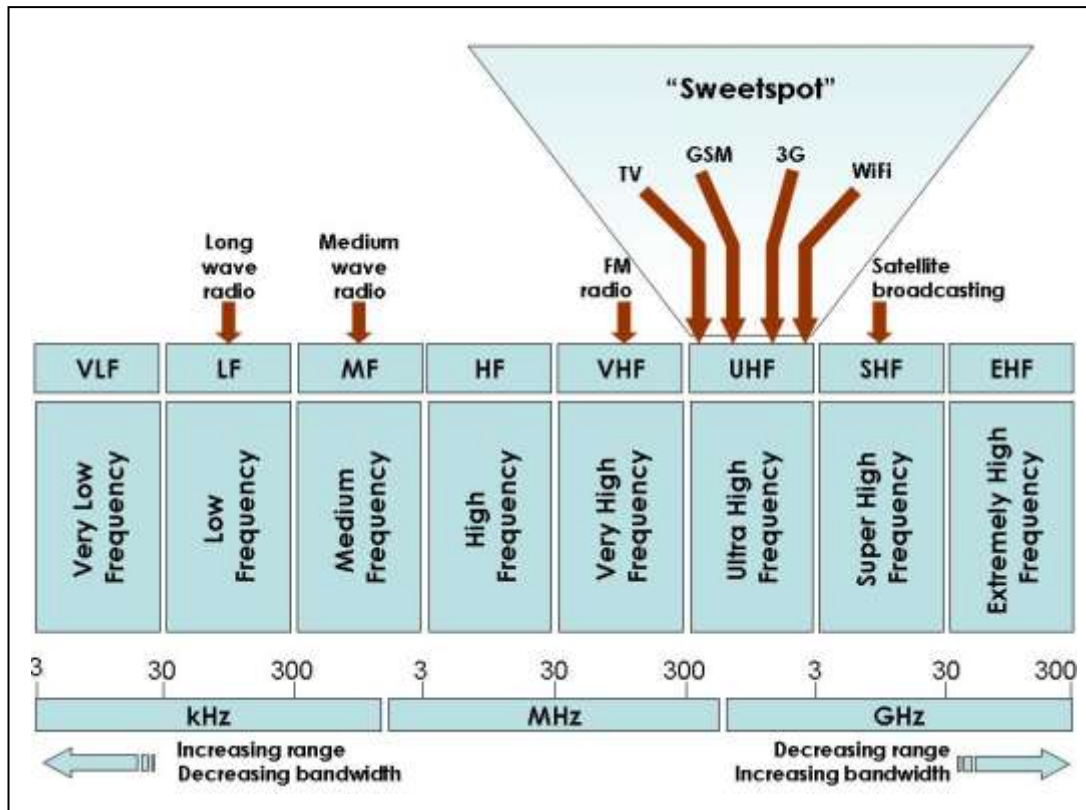 “Sweetspot”
TV
GSM
3G
WiFi
Long
wave
radio
Medium
wave
radio
FM
radio
Satellite
broadcasting
VLF
LF
MF
HF
VHF
UHF
SHF
EHF
Very Low
Frequency
Low
Frequency
Medium
Frequency
High
Frequency
Very High
Frequency
Ultra High
Frequency
Super High
Frequency
Extremely High
Frequency
3 30 300 3 30 300 3 30 300
kHz MHz GHz
Increasing range
Decreasing bandwidth
Decreasing range
Increasing bandwidth